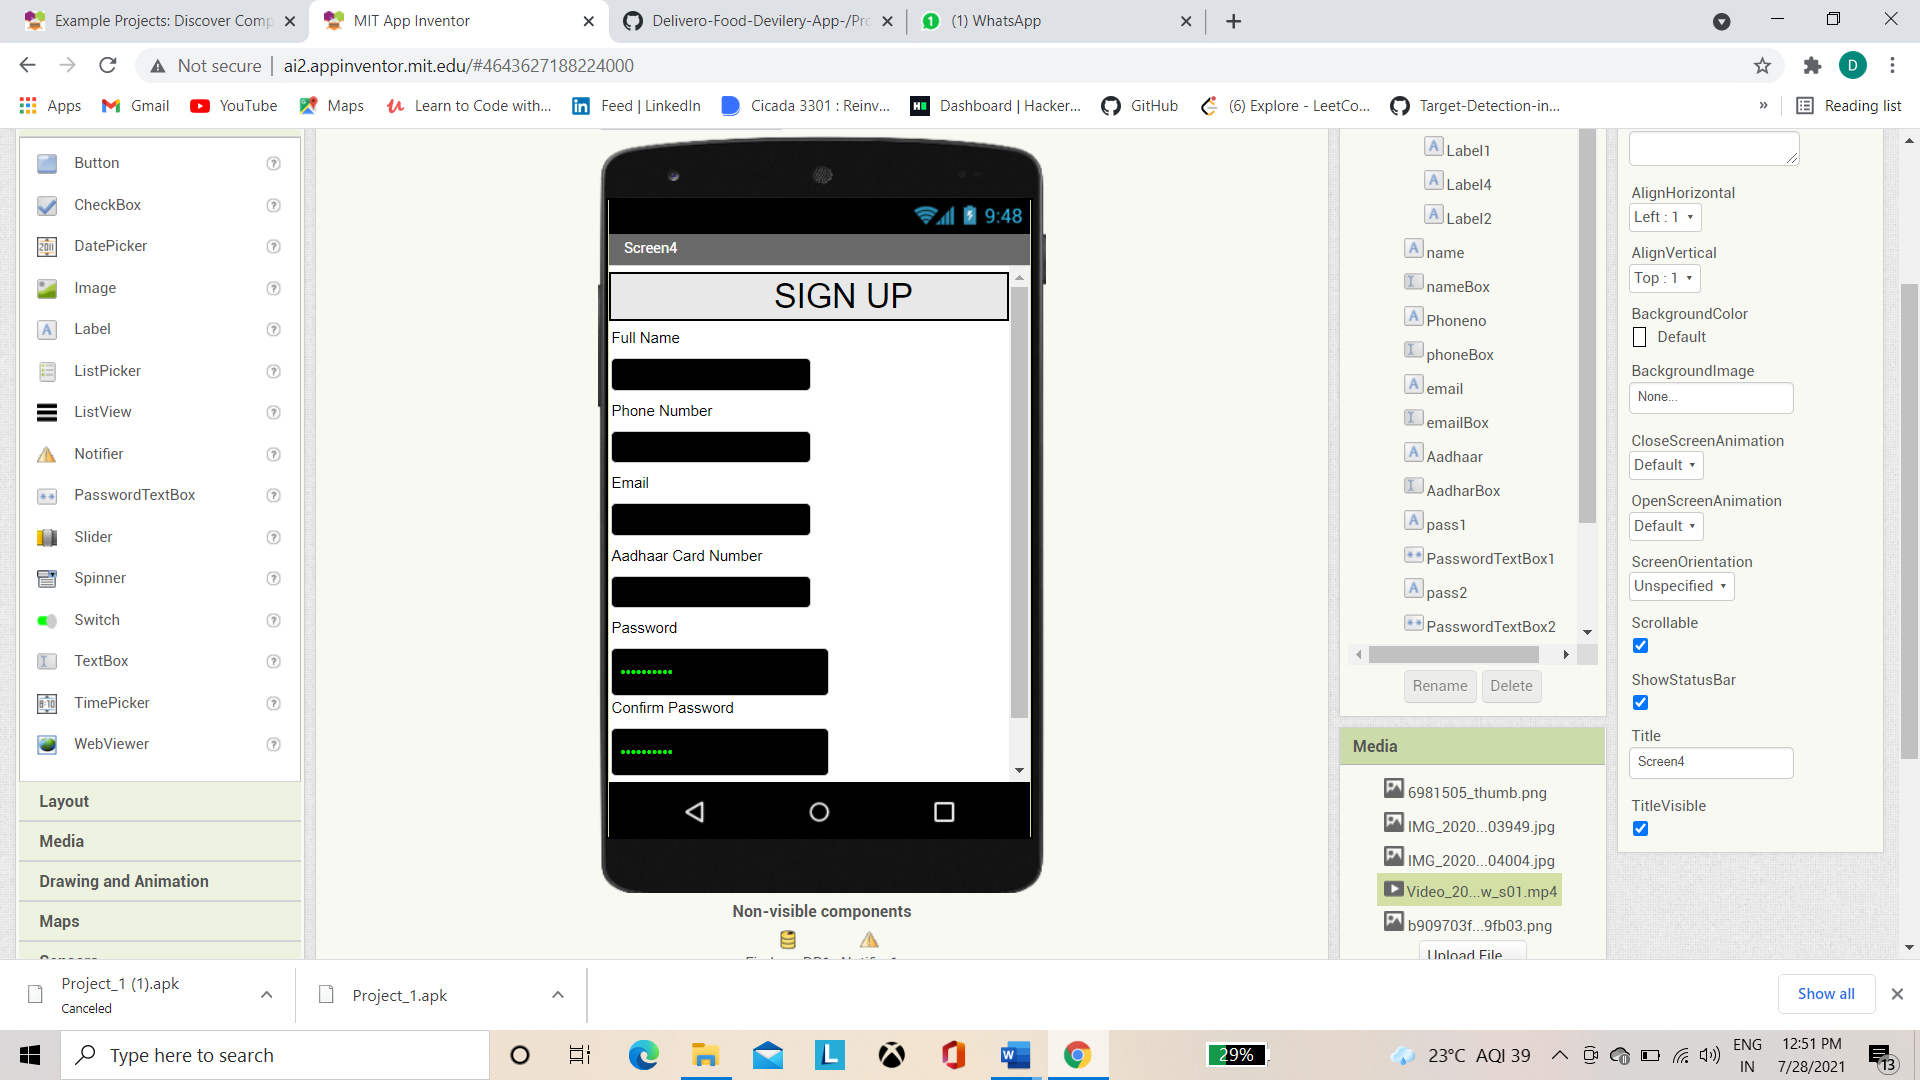 Example Projects: Discover Comp
MIT App Inventor
Delivero-Food-Devilery-App-/Pro
(1) WhatsApp
Not secure
ai2.appinventor.mit.edu/#4643627188224000
D
Apps
Gmail
YouTube
Maps
Learn to Code with...
Feed | LinkedIn
Cicada 3301 : Reinv...
Dashboard | Hacker...
GitHub
(6) Explore - LeetCo...
Target-Detection-in...
»
Reading list
Button
CheckBox
DatePicker
Image
Label
ListPicker
ListView
Notifier
PasswordTextBox
Slider
Spinner
Switch
TextBox
TimePicker
WebViewer
Layout
Media
Drawing and Animation
Maps
9:48
Screen4
SIGN UP
Full Name
Phone Number
Email
Aadhaar Card Number
Password
••••••••••
Confirm Password
••••••••••
Non-visible components
Label1
Label4
Label2
name
nameBox
Phoneno
phoneBox
email
emailBox
Aadhaar
AadharBox
pass1
PasswordTextBox1
pass2
PasswordTextBox2
Rename
Delete
Media
6981505_thumb.png
IMG_2020...03949.jpg
IMG_2020...04004.jpg
Video_20...w_s01.mp4
b909703f...9fb03.png
Upload File
AlignHorizontal
Left : 1
AlignVertical
Top : 1
BackgroundColor
Default
BackgroundImage
None...
CloseScreenAnimation
Default
OpenScreenAnimation
Default
ScreenOrientation
Unspecified
Scrollable
ShowStatusBar
Title
Screen4
TitleVisible
Project_1 (1).apk
Canceled
Project_1.apk
Show all
Type here to search
29%
23°C AQI 39
ENG
IN
12:51 PM
7/28/2021
13